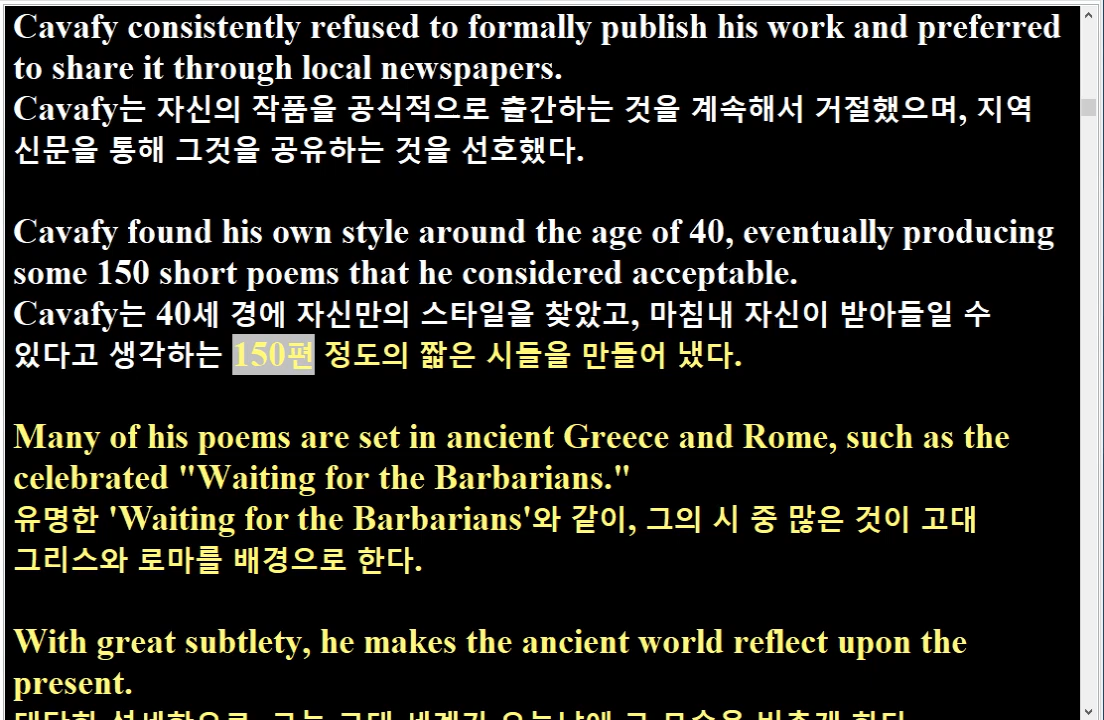 Cavafy consistently refused to formally publish his work and preferred
to share it through local newspapers.
Cavafy는 자신의 작품을 공식적으로 출간하는 것을 계속해서 거절했으며, 지역
신문을 통해 그것을 공유하는 것을 선호했다.
Cavafy found his own style around the age of 40, eventually producing
some 150 short poems that he considered acceptable.
Cavafy는 40세 경에 자신만의 스타일을 찾았고, 마침내 자신이 받아들일 수
있다고 생각하는 150편 정도의 짧은 시들을 만들어 냈다.
Many of his poems are set in ancient Greece and Rome, such as the
celebrated "Waiting for the Barbarians."
유명한 'Waiting for the Barbarians'와 같이, 그의 시 중 많은 것이 고대
그리스와 로마를 배경으로 한다.
With great subtlety, he makes the ancient world reflect upon the
present.